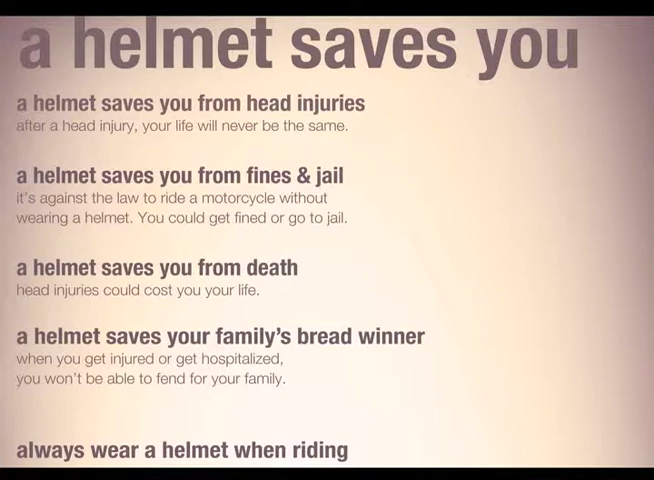 a helmet saves you
a helmet saves you from head injuries
after a head injury, your life will never be the same.
a helmet saves you from fines & jail
it's against the law to ride a motorcycle without
wearing a helmet. You could get fined or go to jail.
a helmet saves you from death
head injuries could cost you your life.
a helmet saves your family's bread winner
when you get injured or get hospitalized,
you won't be able to fend for your family.
always wear a helmet when riding